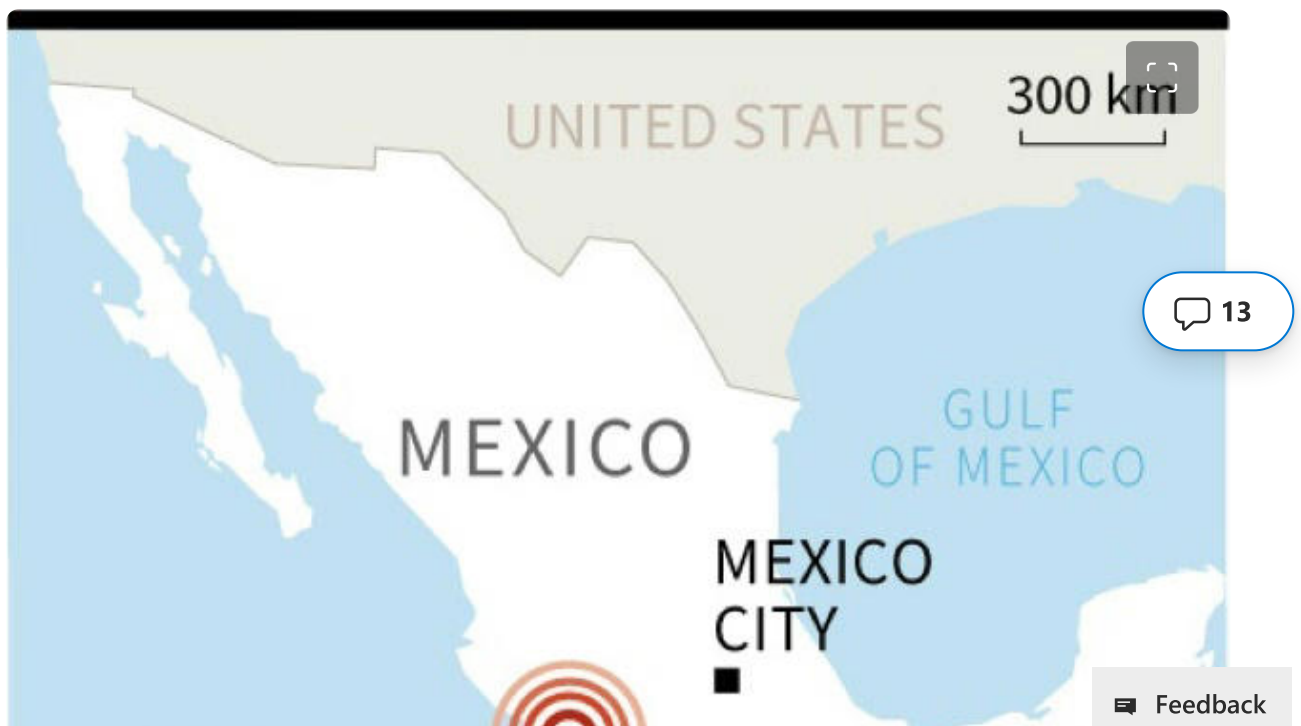 UNITED STATES
300 km
13
MEXICO
GULF
OF MEXICO
MEXICO
CITY
Feedback